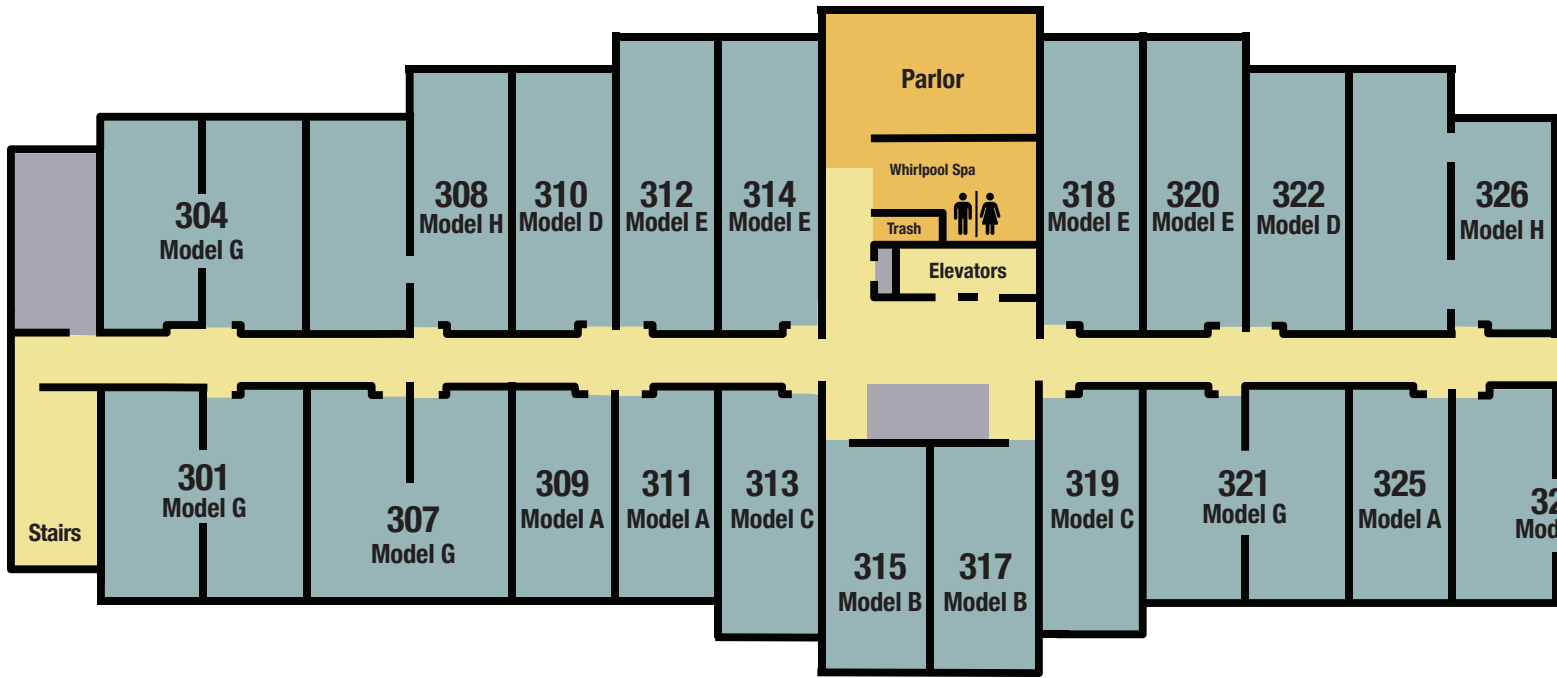 Parlor
Whirlpool Spa
Trash
Elevators
304
Model G
308
Model H
310
Model D
312
Model E
314
Model E
318
Model E
320
Model E
322
Model D
326
Model H
Stairs
301
Model G
307
Model G
309
Model A
311
Model A
313
Model C
315
Model B
317
Model B
319
Model C
321
Model G
325
Model A